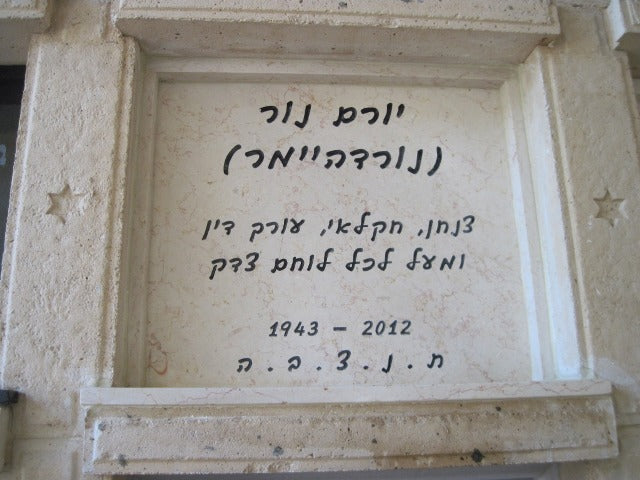 יורם נור
(נורדהיימר)
צנחן, חקלאי, עורך דין
ומעל לכל לוחם צדק
1943 – 2012
ת.נ.צ.ב.ה